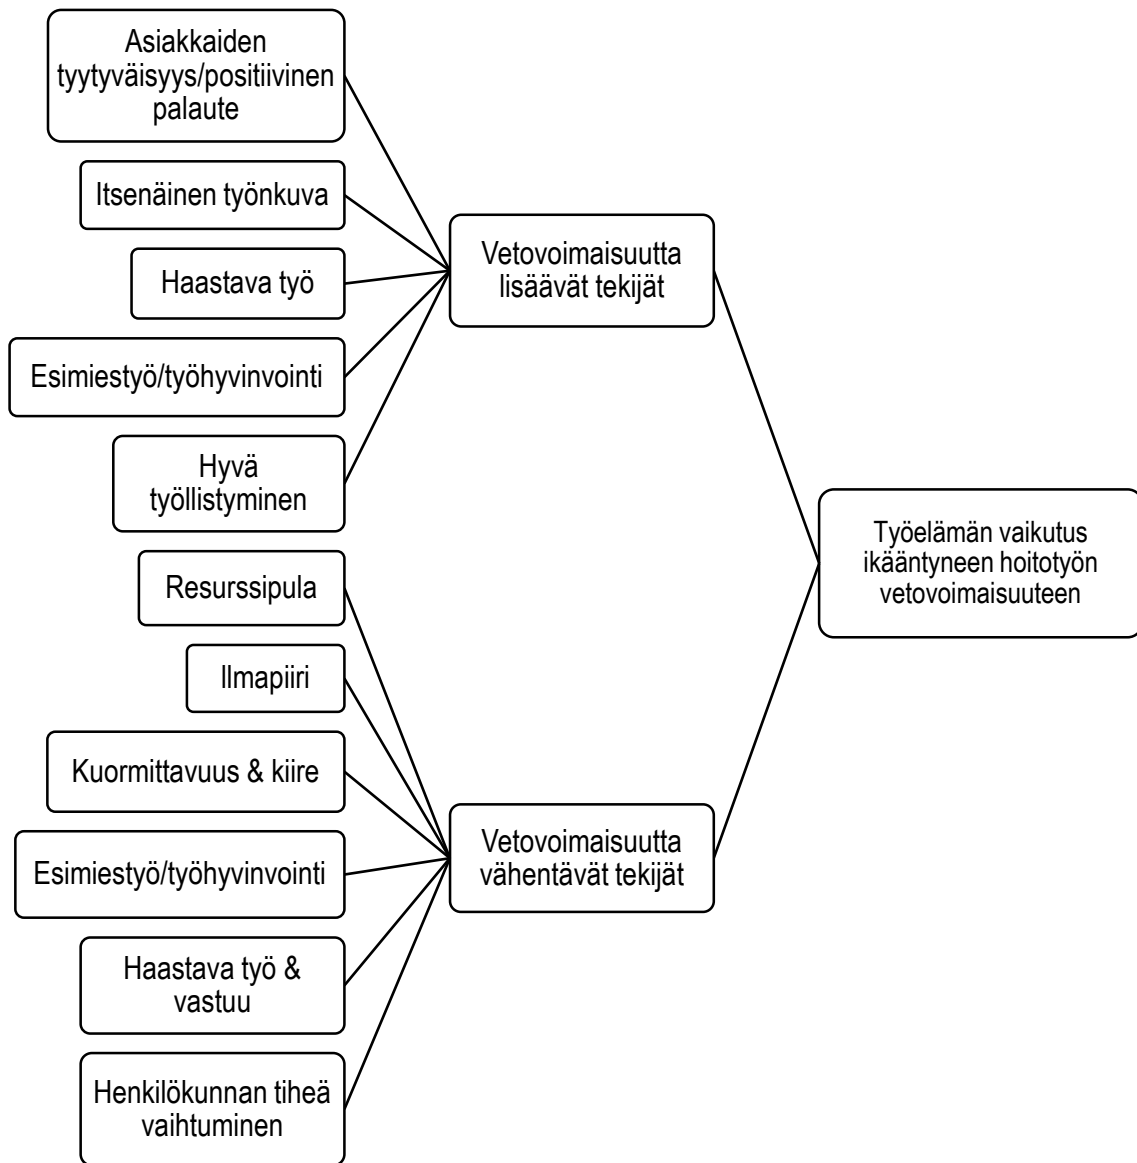 Asiakkaiden
tyytyväisyys/positiivinen
palaute
Itsenäinen työnkuva
Haastava työ
Esimiestyö/työhyvinvointi
Hyvä
työllistyminen
Vetovoimaisuutta
lisäävät tekijät
Resurssipula
Ilmapiiri
Kuormittavuus & kiire
Esimiestyö/työhyvinvointi
Haastava työ &
vastuu
Henkilökunnan tiheä
vaihtuminen
Vetovoimaisuutta
vähentävät tekijät
Työelämän vaikutus
ikääntyneen hoitotyön
vetovoimaisuuteen